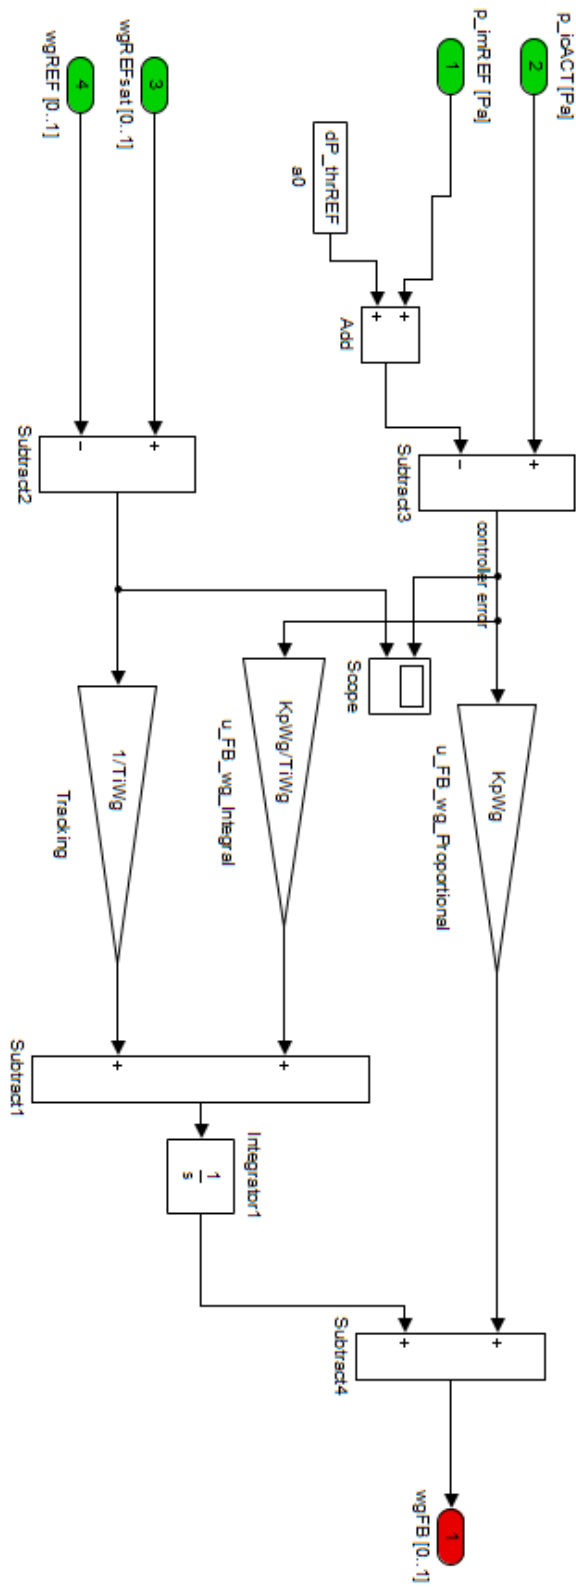 p_icACT [Pa]
2
p_imREF [Pa]
1
dP_thrREF
a0
+
+
Add
+
-
Subtract3
controller error
KpWg
u_FB_wg_Proportional
Scope
KpWg/TiWg
u_FB_wg_Integral
wgREFsat [0..1]
3
4
wgREF [0..1]
+
-
Subtract2
1/TiWg
Tracking
+
+
Subtract1
Integrator1
1
s
+
+
Subtract4
1
wgFB [0..1]